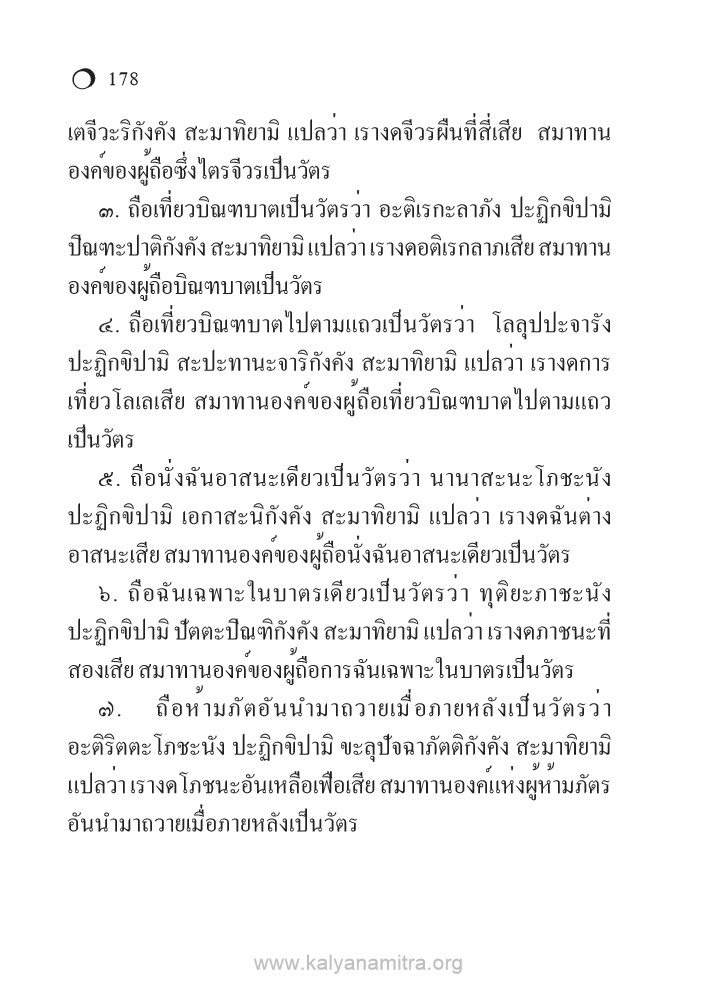 178
เตจีวะริกังคัง สะมาทิยามิ แปลว่า เรางดจีวรผืนที่สี่เสีย สมาทาน
องค์ของผู้ถือซึ่งไตรจีวรเป็นวัตร
๓. ถือเที่ยวบิณฑบาตเป็นวัตรว่า อะติเรกะลาภัง ปะฏิกขิปามิ
ปิณฑะปาติกังคัง สะมาทิยามิ แปลว่า เรางดอติเรกลาภเสีย สมาทาน
องค์ของผู้ถือบิณฑบาตเป็นวัตร
๔. ถือเที่ยวบิณฑบาตไปตามแถวเป็นวัตรว่า โลลุปปะจารัง
ปะฏิกขิปามิ สะปะทานะจาริกังคัง สะมาทิยามิ แปลว่า เรางดการ
เที่ยวโลเลเสีย สมาทานองค์ของผู้ถือเที่ยวบิณฑบาตไปตามแถว
เป็นวัตร
๕. ถือนั่งฉันอาสนะเดียวเป็นวัตรว่า นานาสะนะโภชะนัง
ปะฏิกขิปามิ เอกาสะนิกังคัง สะมาทิยามิ แปลว่า เรางดฉันต่าง
อาสนะเสีย สมาทานองค์ของผู้ถือนั่งฉันอาสนะเดียวเป็นวัตร
๖. ถือฉันเฉพาะในบาตรเดียวเป็นวัตรว่า ทุติยะภาชะนัง
ปะฏิกขิปามิ ปัตตะปิณฑิกังคัง สะมาทิยามิ แปลว่า เรางดภาชนะที่
สองเสีย สมาทานองค์ของผู้ถือการฉันเฉพาะในบาตรเป็นวัตร
๗. ถือห้ามภัตอันนำมาถวายเมื่อภายหลังเป็นวัตรว่า
อะติริตตะโภชะนัง ปะฏิกขิปามิ ขะลุปัจฉาภัตติกังคัง สะมาทิยามิ
แปลว่า เรางดโภชนะอันเหลือเฟือเสีย สมาทานองค์แห่งผู้ห้ามภัตร
อันนำมาถวายเมื่อภายหลังเป็นวัตร
www.kalyanamitra.org